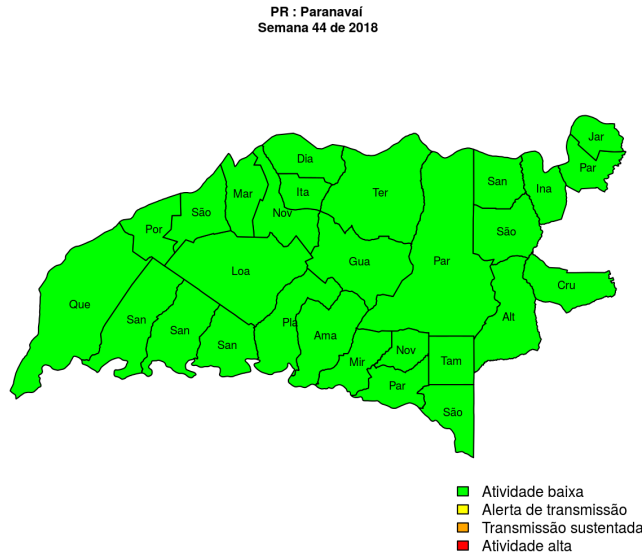 PR : Paranavaí
Semana 44 de 2018
Jar
Par
Dia
San
Ina
Ter
Ita
Mar
São
Nov
Por
São
Par
Gua
Loa
Cru
Que
Alt
San
San
Pla
Ama
San
Nov
Mir
Tam
Par
São
Atividade baixa
Alerta de transmissão
Transmissão sustentada
Atividade alta